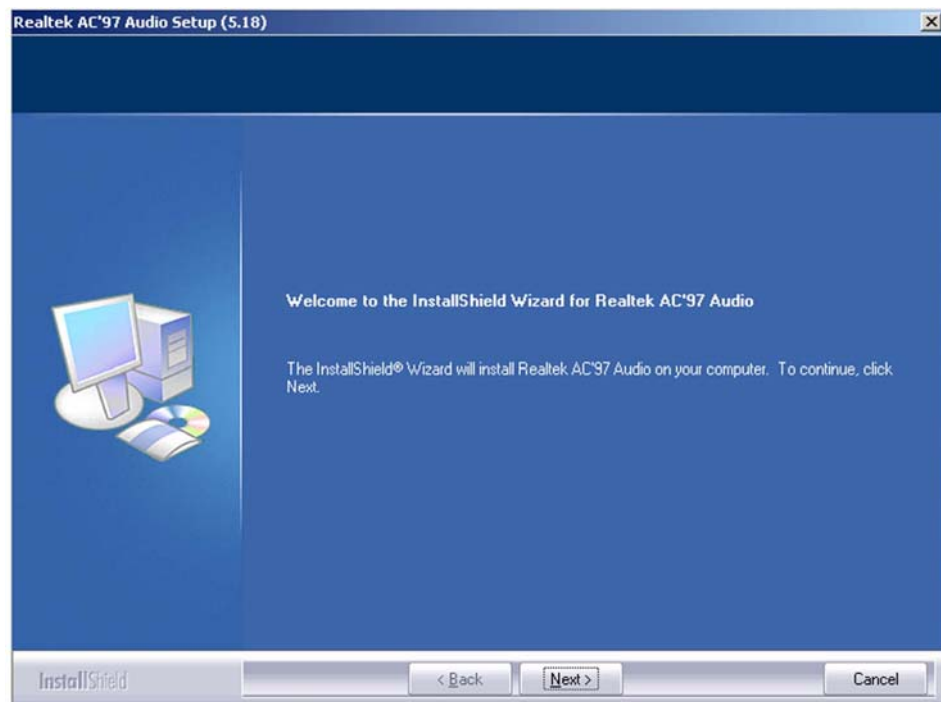 Realtek AC'97 Audio Setup (5.18)
Welcome to the InstallShield Wizard for Realtek AC'97 Audio
The InstallShield® Wizard will install Realtek AC'97 Audio on your computer. To continue, click
Next.
InstallShield
< Back
Next >
Cancel